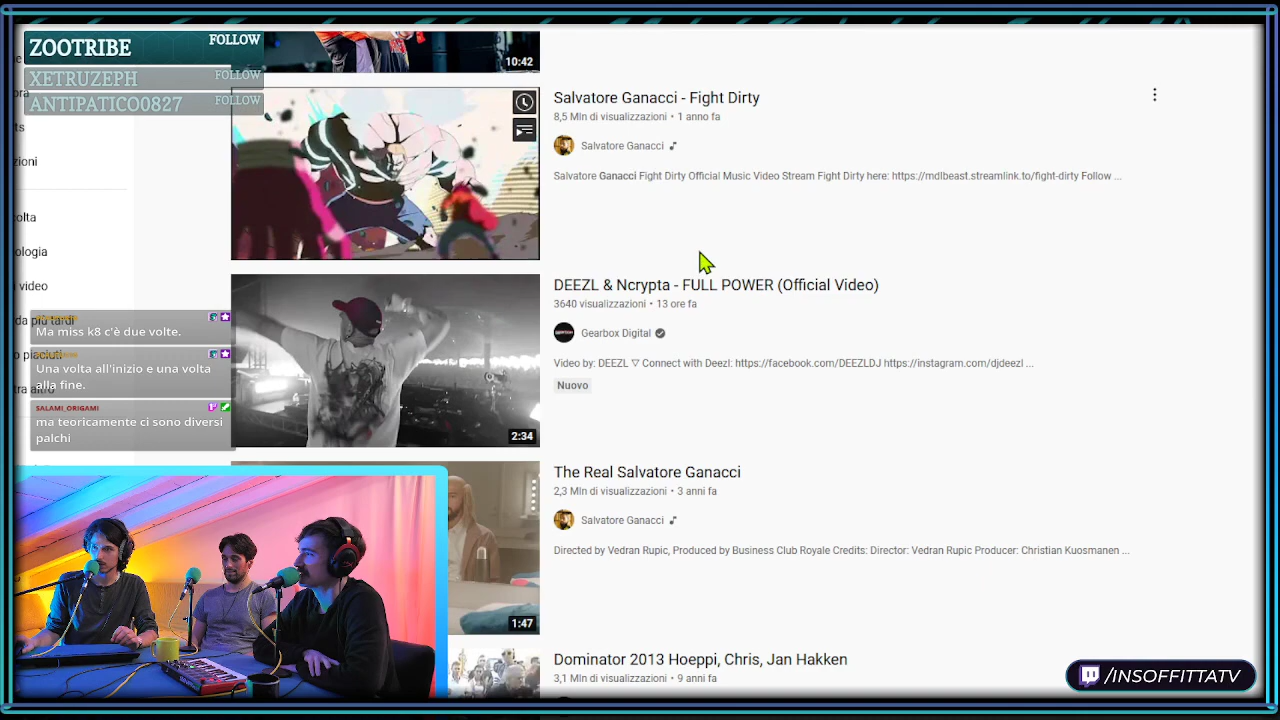 ZOOTRIBE FOLLOW
XETRUZEPH FOLLOW
ANTIPATICO0827 FOLLOW
10:42
Salvatore Ganacci - Fight Dirty
8,5 Mln di visualizzazioni • 1 anno fa
Salvatore Ganacci
Salvatore Ganacci Fight Dirty Official Music Video Stream Fight Dirty here: https://mdlbeast.streamlink.to/fight-dirty Follow ...
ts
zioni
olta
ologia
video
da più tardi
o piaciuti
tra altro
DEEZL & Ncrypta - FULL POWER (Official Video)
3640 visualizzazioni • 13 ore fa
Gearbox Digital
Video by: DEEZL ▽ Connect with Deezl: https://facebook.com/DEEZLDJ https://instagram.com/djdeezl ...
Nuovo
2:34
Ma miss k8 c'è due volte.
Una volta all'inizio e una volta
alla fine.
SALAMI_ORIGAMI
ma teoricamente ci sono diversi
palchi
The Real Salvatore Ganacci
2,3 Mln di visualizzazioni • 3 anni fa
Salvatore Ganacci
Directed by Vedran Rupic, Produced by Business Club Royale Credits: Director: Vedran Rupic Producer: Christian Kuosmanen ...
1:47
Dominator 2013 Hoeppi, Chris, Jan Hakken
3,1 Mln di visualizzazioni • 9 anni fa
/INSOFFITTATV